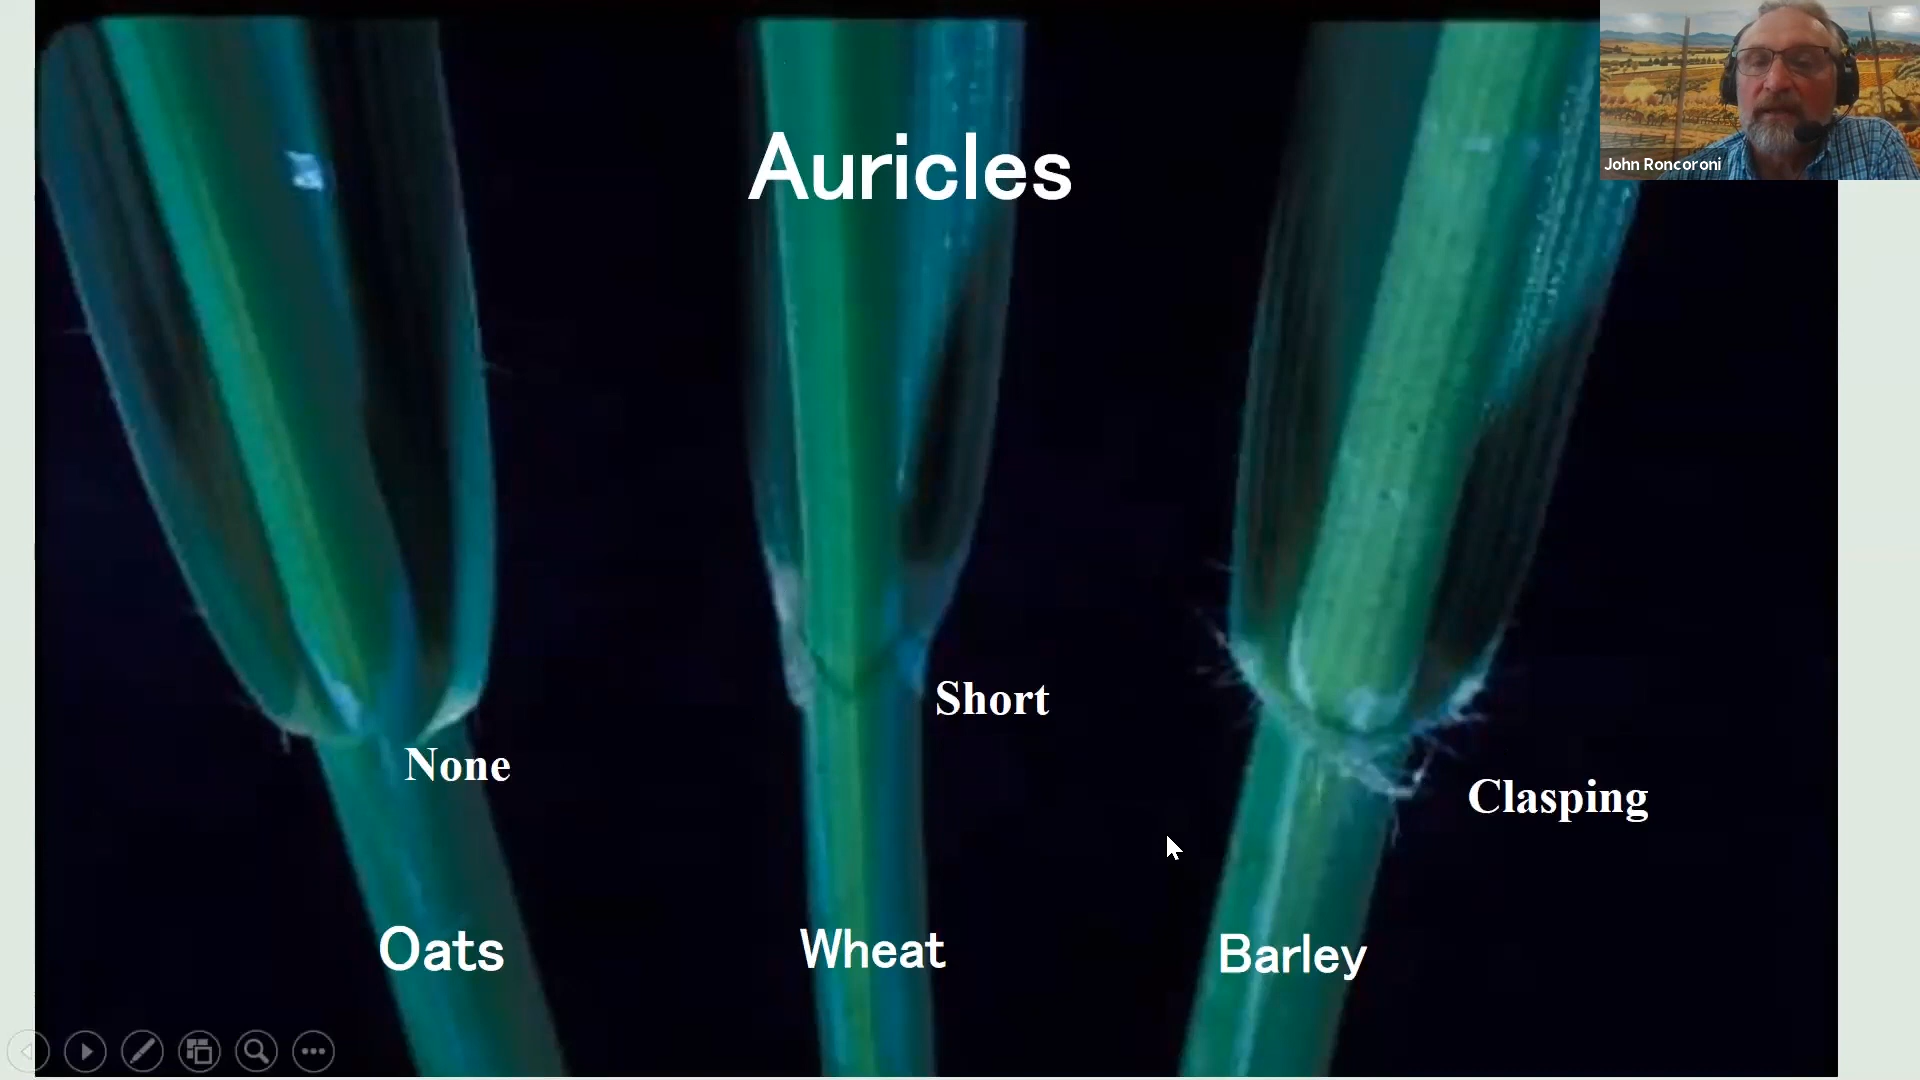 John Roncoroni
Auricles
Short
None
Clasping
Oats
Wheat
Barley